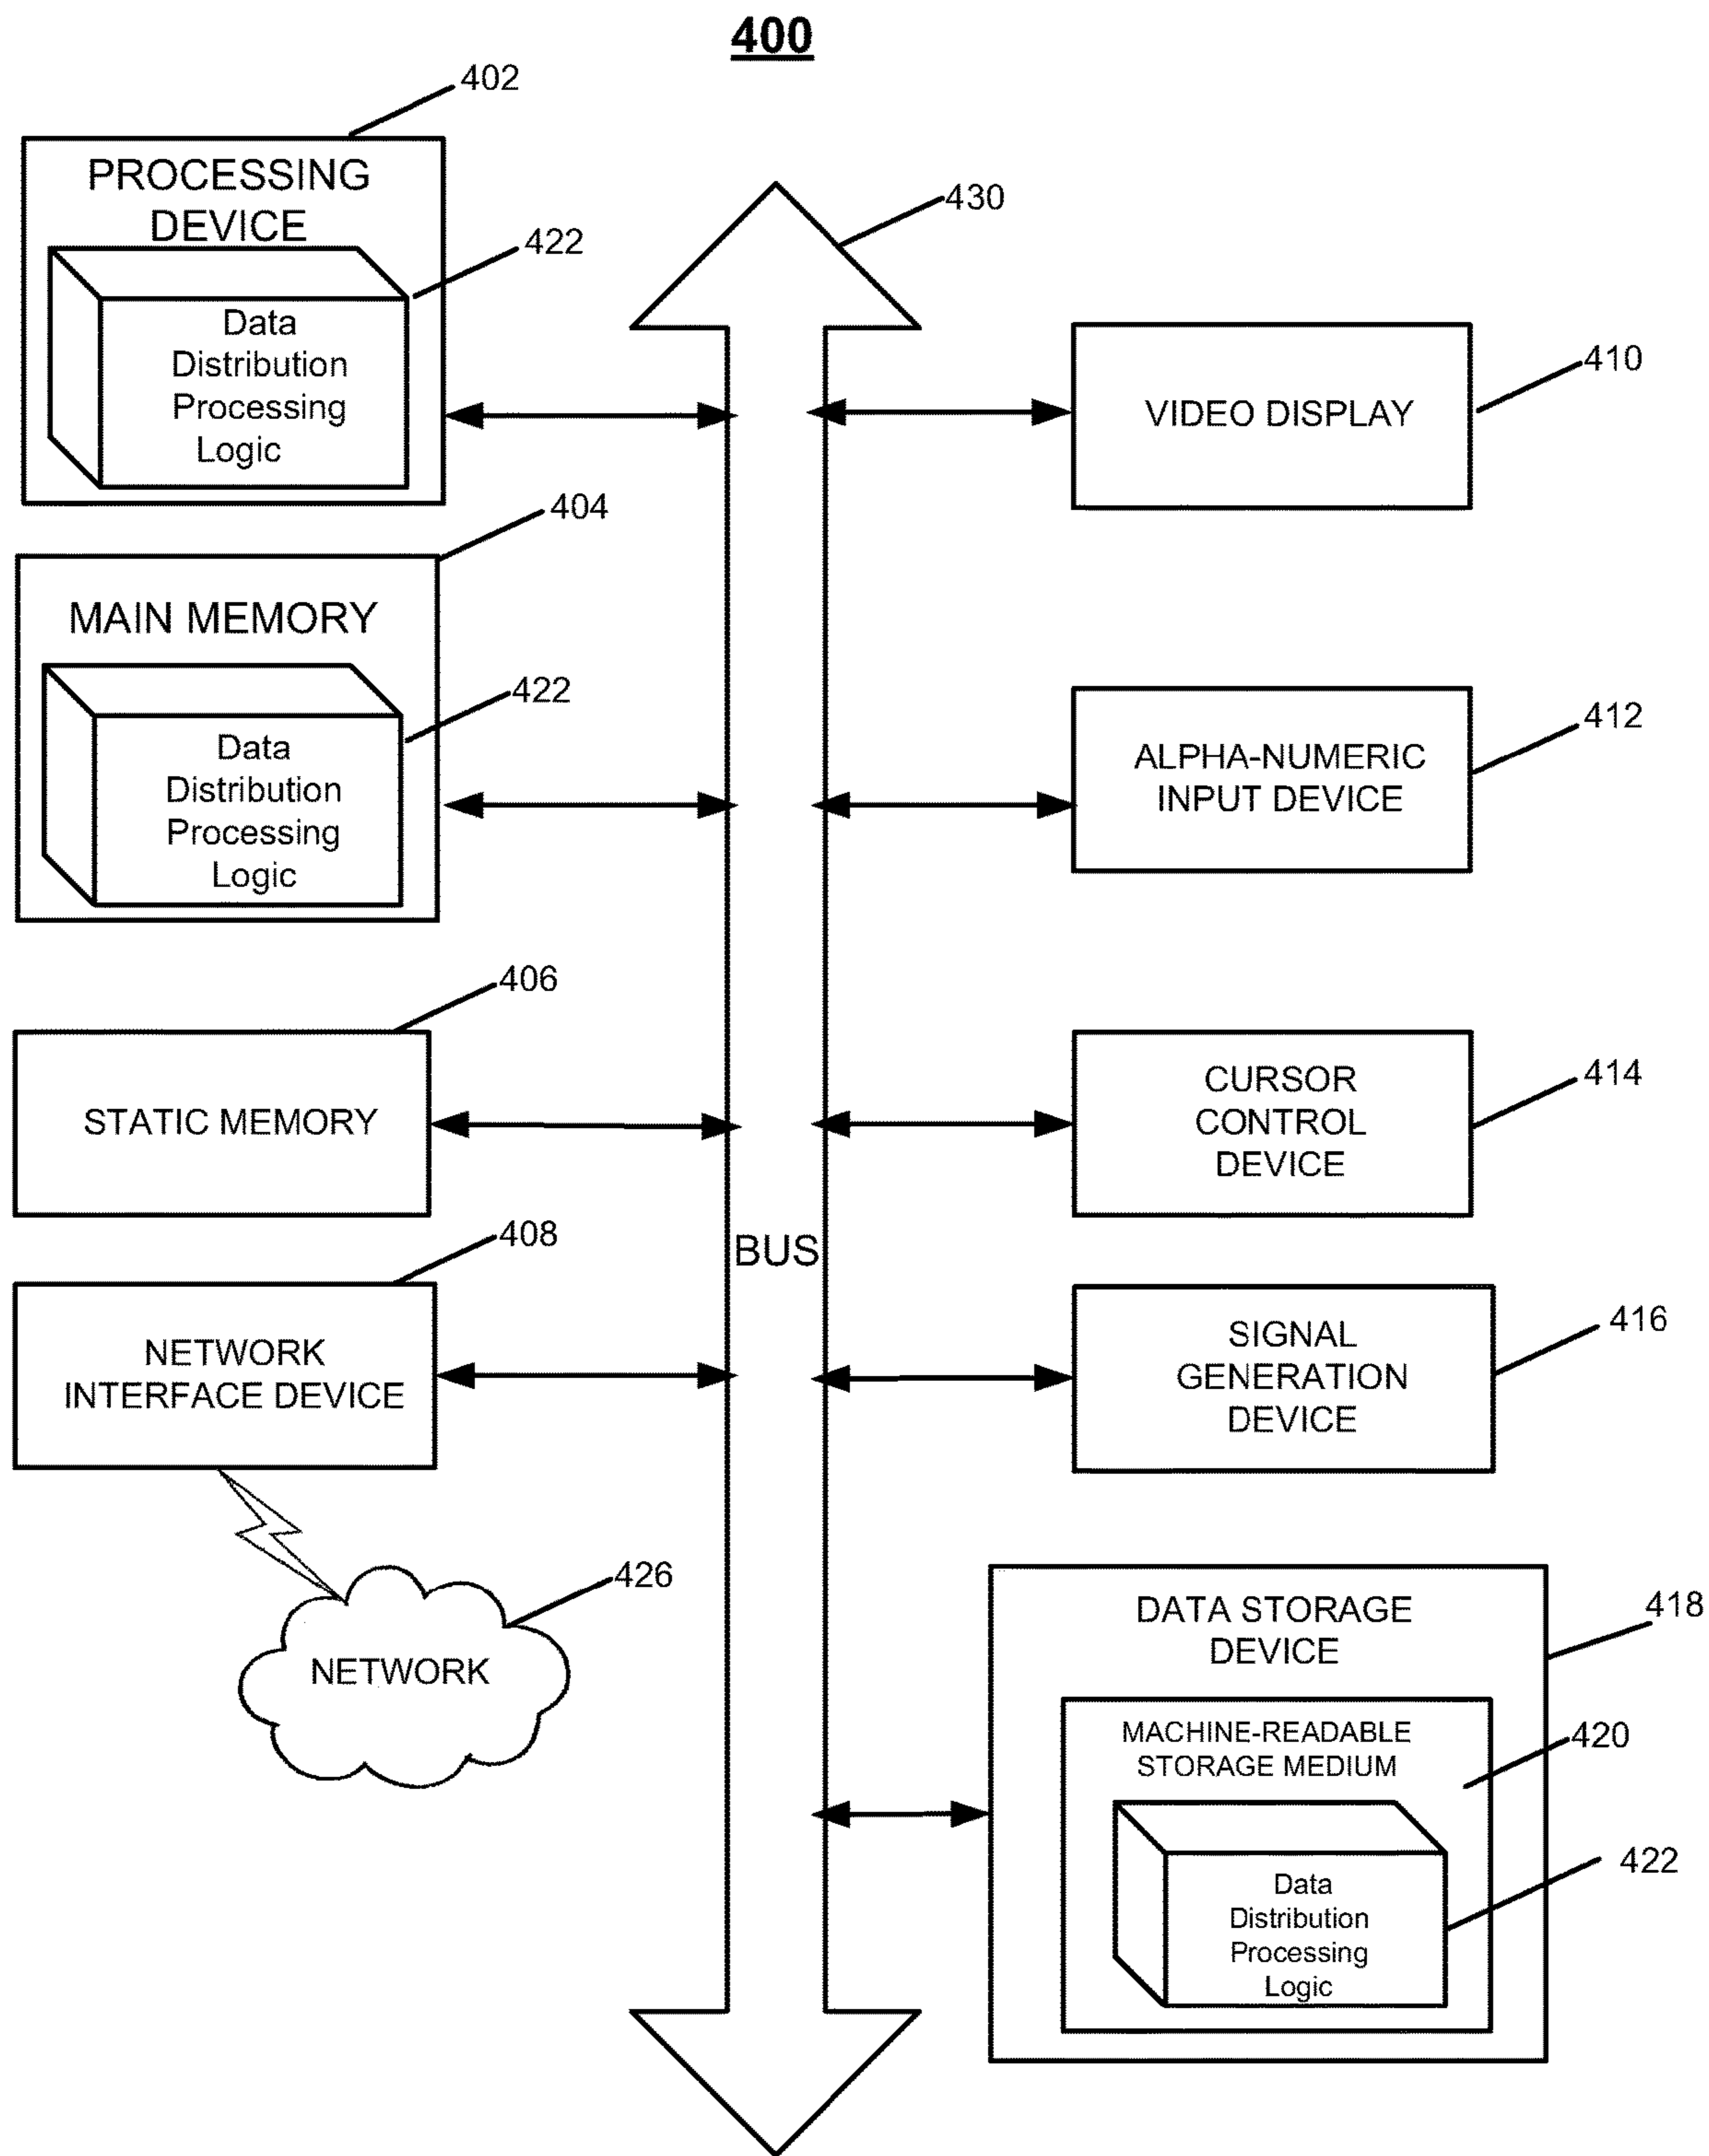 400
402
PROCESSING
DEVICE
422
Data
Distribution
Processing
Logic
404
MAIN MEMORY
422
Data
Distribution
Processing
Logic
406
STATIC MEMORY
408
NETWORK
INTERFACE DEVICE
426
NETWORK
430
BUS
410
VIDEO DISPLAY
412
ALPHA-NUMERIC
INPUT DEVICE
414
CURSOR
CONTROL
DEVICE
416
SIGNAL
GENERATION
DEVICE
418
DATA STORAGE
DEVICE
420
MACHINE-READABLE
STORAGE MEDIUM
422
Data
Distribution
Processing
Logic